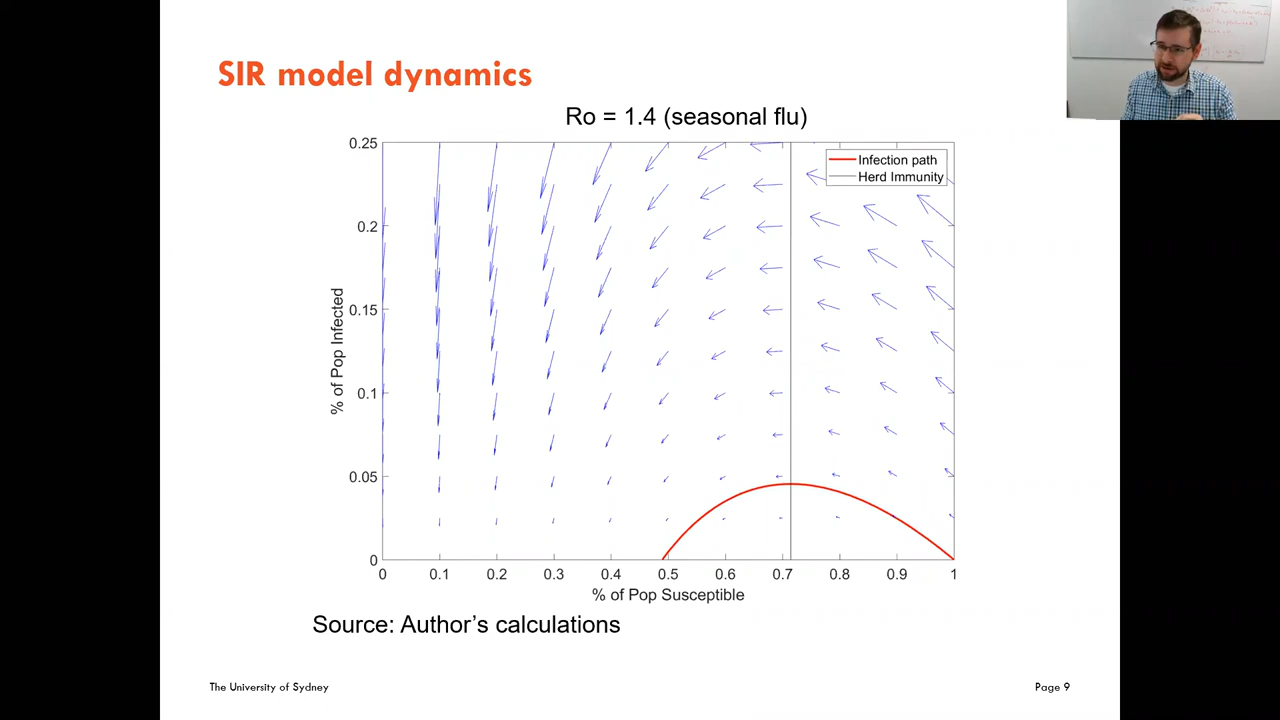 SIR model dynamics
Ro = 1.4 (seasonal flu)
Infection path
Herd Immunity
0.25
0.2
0.15
0.1
0.05
0
% of Pop Infected
0 0.1 0.2 0.3 0.4 0.5 0.6 0.7 0.8 0.9 1
% of Pop Susceptible
Source: Author's calculations
The University of Sydney
Page 9